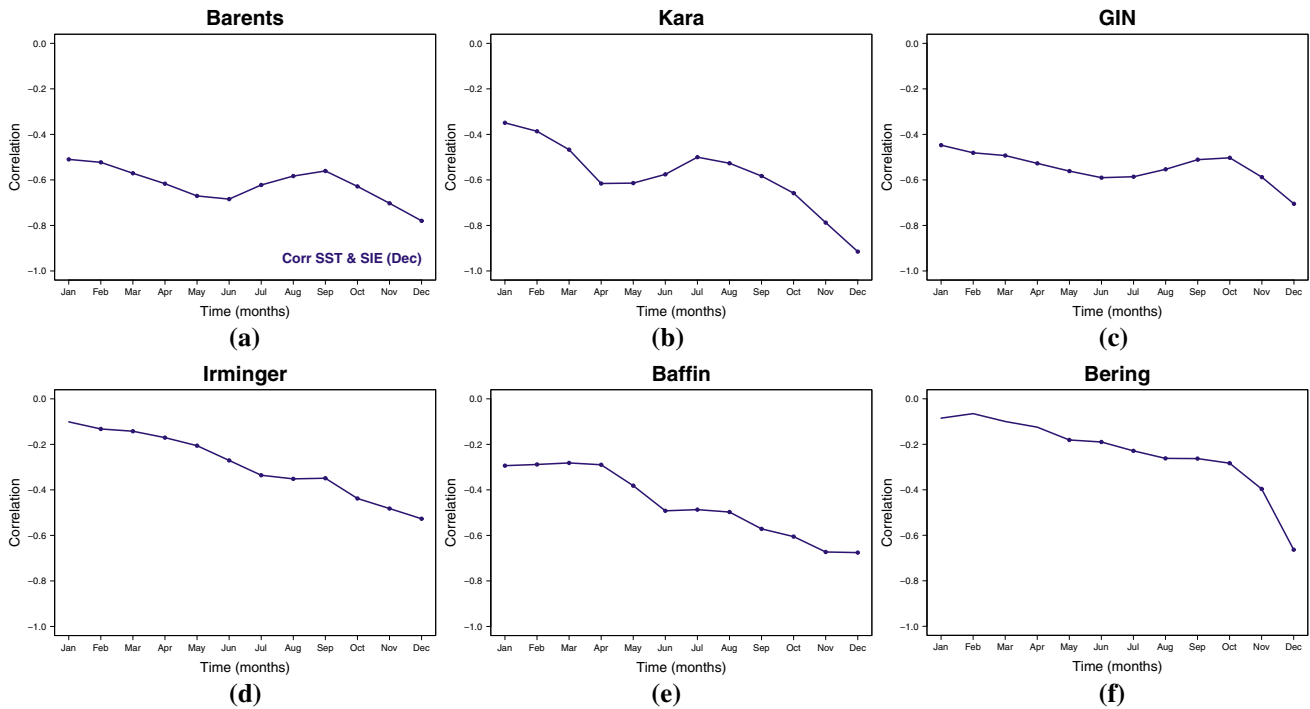 Barents
Kara
GIN
0.0
−0.2
−0.4
−0.6
−0.8
−1.0
Correlation
Corr SST & SIE (Dec)
Jan Feb Mar Apr May Jun Jul Aug Sep Oct Nov Dec
Time (months)
(a)
0.0
−0.2
−0.4
−0.6
−0.8
−1.0
Correlation
Jan Feb Mar Apr May Jun Jul Aug Sep Oct Nov Dec
Time (months)
(b)
0.0
−0.2
−0.4
−0.6
−0.8
−1.0
Correlation
Jan Feb Mar Apr May Jun Jul Aug Sep Oct Nov Dec
Time (months)
(c)
Irminger
Baffin
Bering
0.0
−0.2
−0.4
−0.6
−0.8
−1.0
Correlation
Jan Feb Mar Apr May Jun Jul Aug Sep Oct Nov Dec
Time (months)
(d)
0.0
−0.2
−0.4
−0.6
−0.8
−1.0
Correlation
Jan Feb Mar Apr May Jun Jul Aug Sep Oct Nov Dec
Time (months)
(e)
0.0
−0.2
−0.4
−0.6
−0.8
−1.0
Correlation
Jan Feb Mar Apr May Jun Jul Aug Sep Oct Nov Dec
Time (months)
(f)